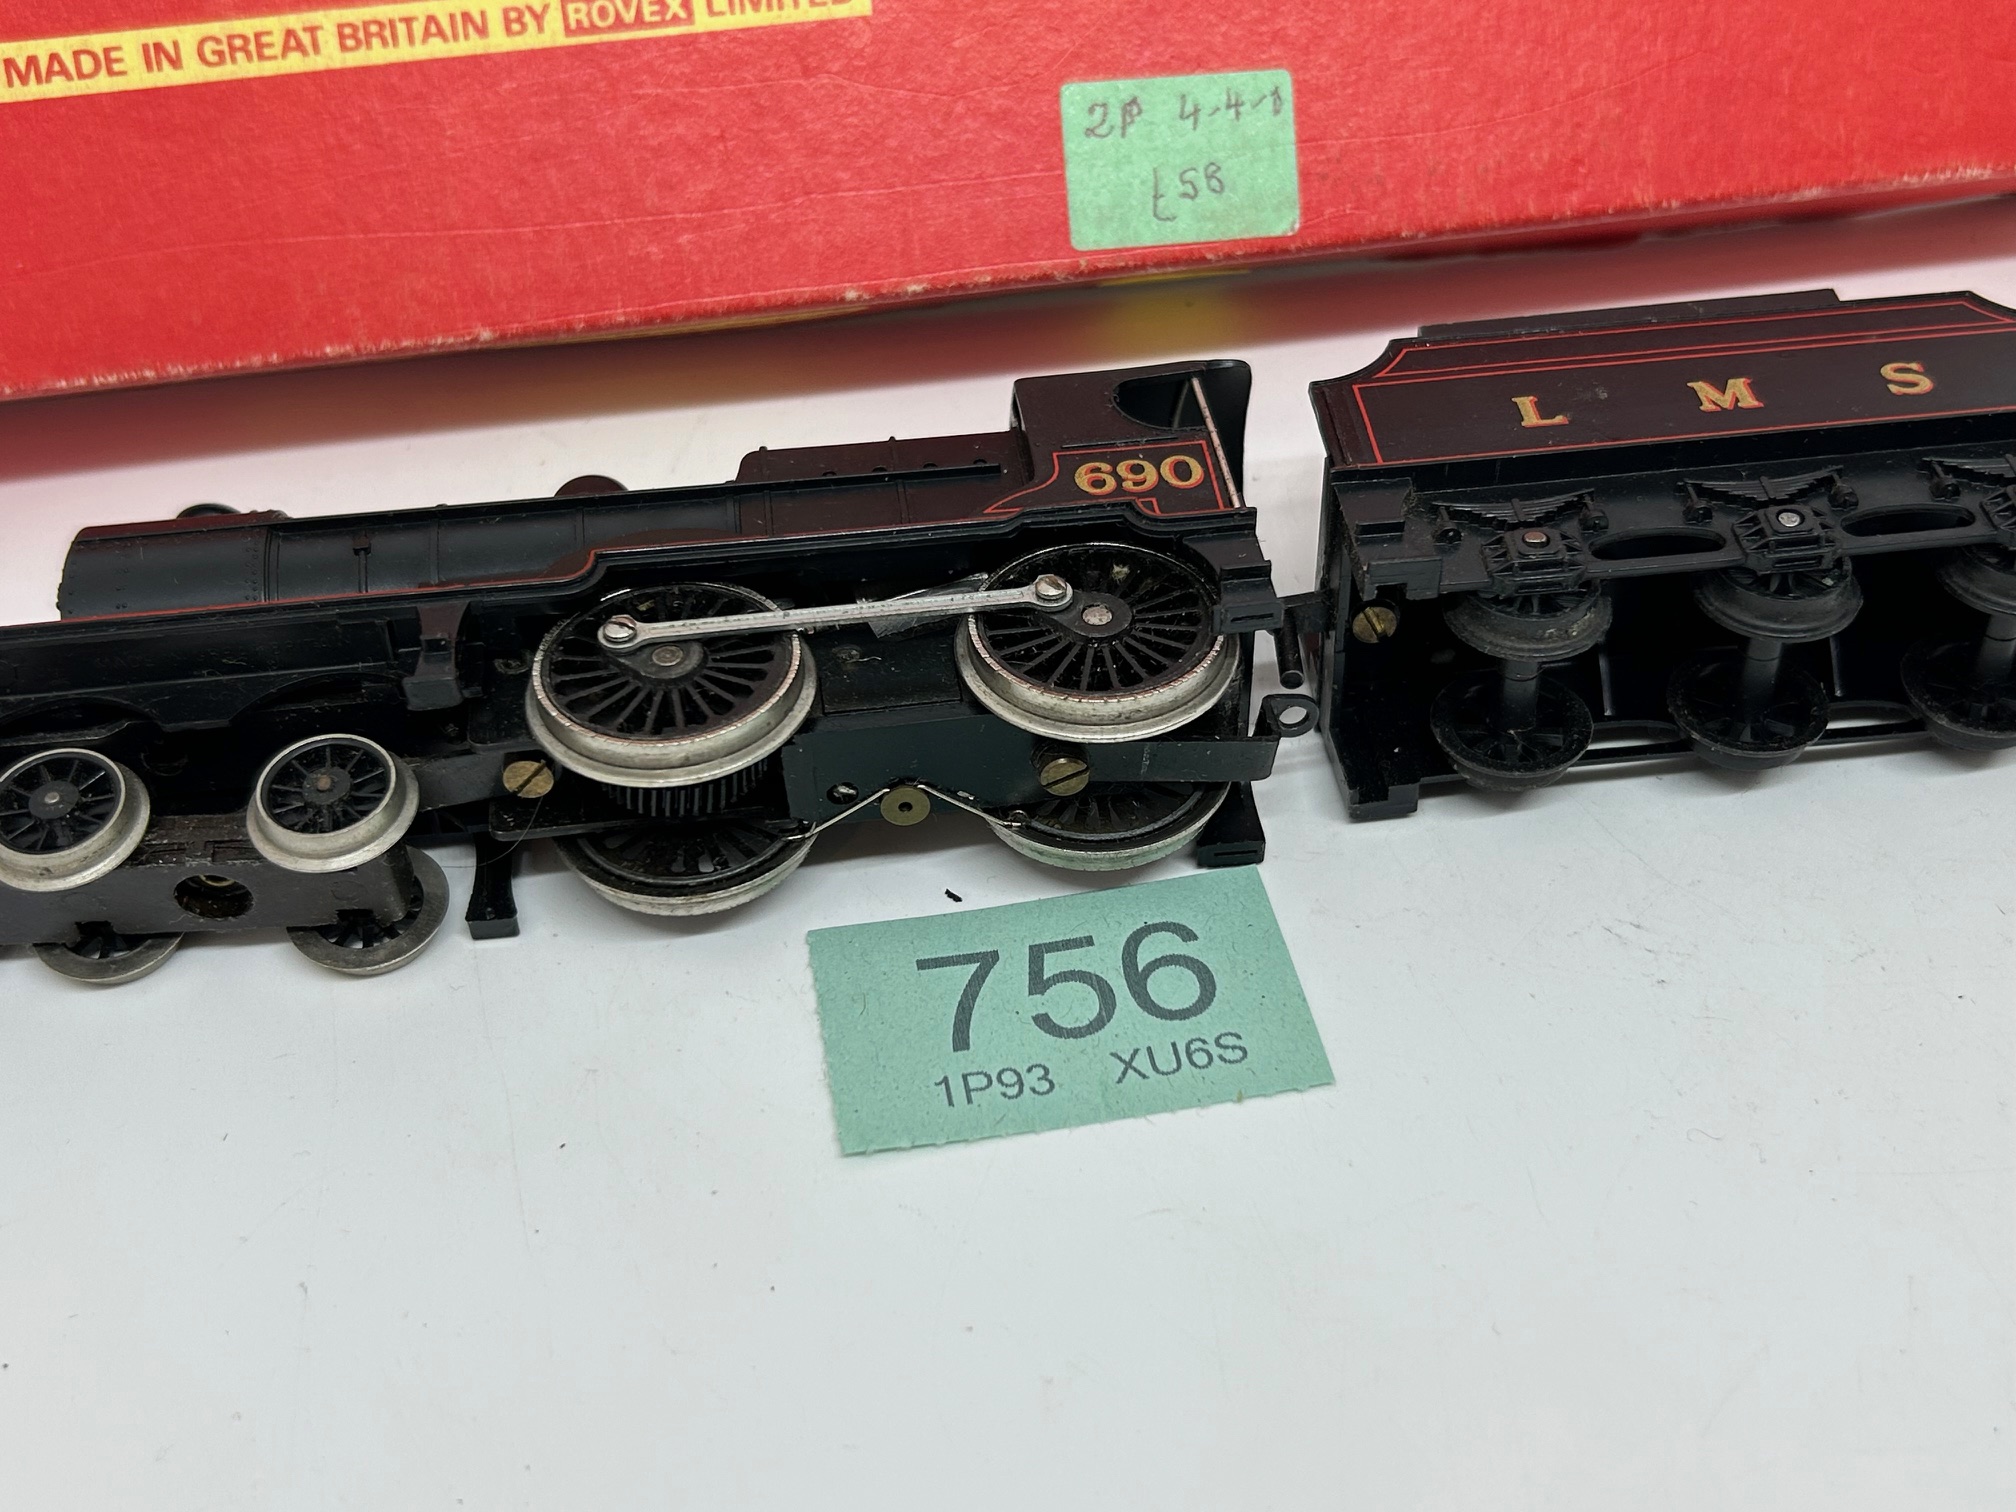 MADE IN GREAT BRITAIN BY ROVEX LIMITED
2P 4-4-0
£58
690
L M S
756
1P93 XU6S